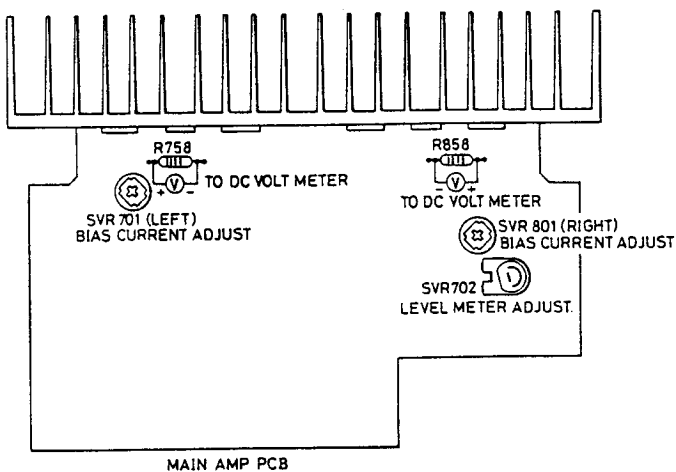 R758
+ V -
TO DC VOLT METER
SVR 701 (LEFT)
BIAS CURRENT ADJUST
R858
- V +
TO DC VOLT METER
SVR 801 (RIGHT)
BIAS CURRENT ADJUST
SVR702
LEVEL METER ADJUST.
MAIN AMP PCB